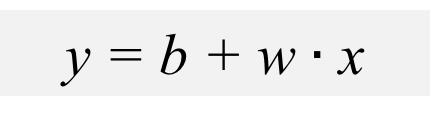 y = b + w · x